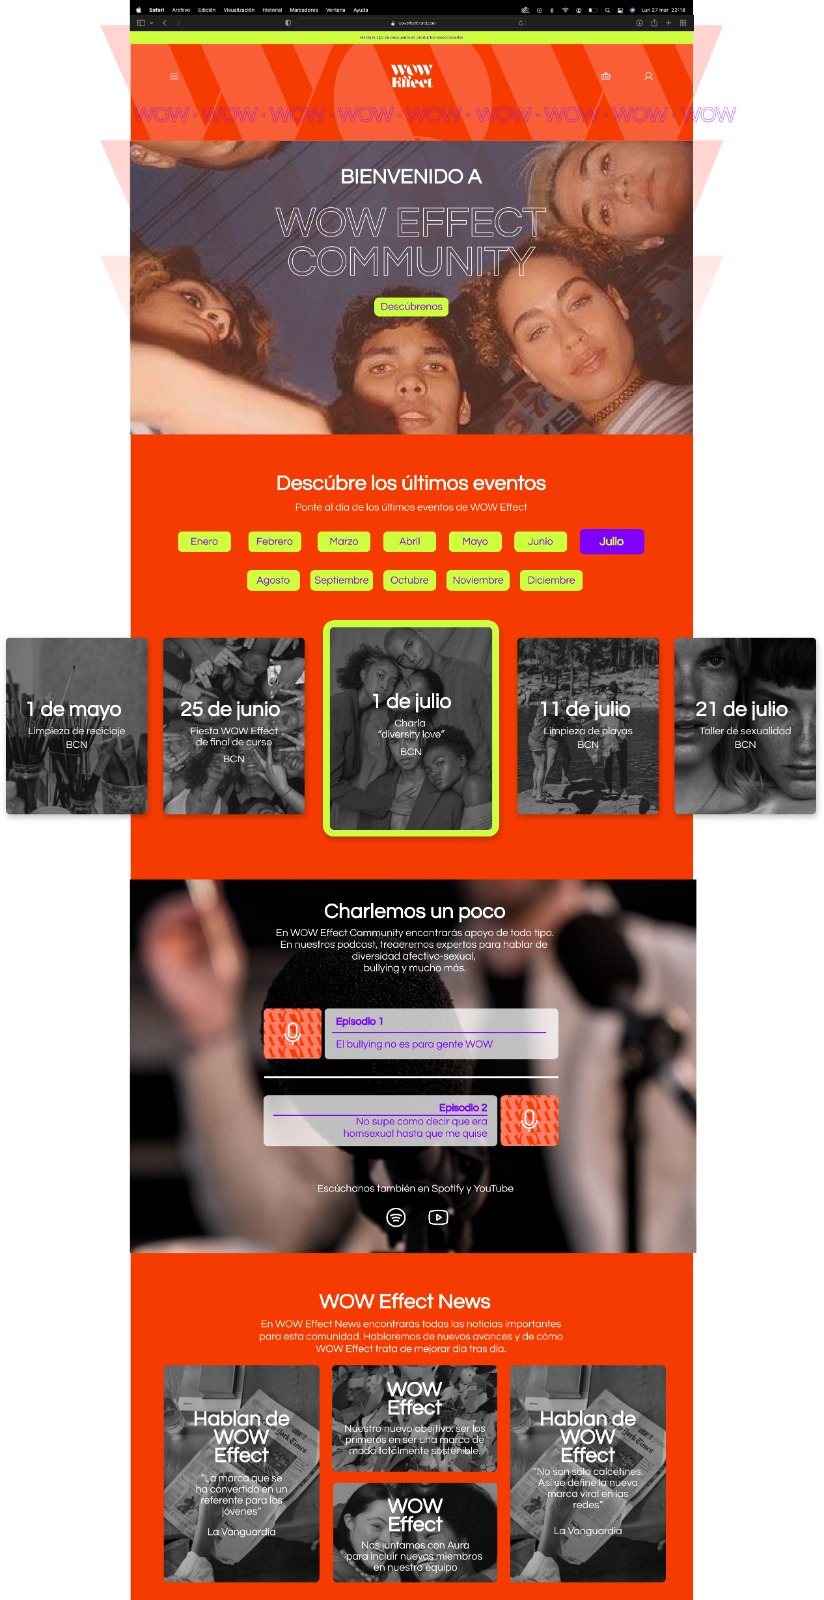 Safari Archivo Edición Visualización Historial Marcadores Ventana Ayuda
Lun 27 mar 22:18
WOW
Effect
WOW · WOW · WOW · WOW · WOW · WOW · WOW · WOW · WOW · WOW
BIENVENIDO A
WOW EFFECT
COMMUNITY
Descúbrenos
Descúbre los últimos eventos
Ponte al día de los últimos eventos de WOW Effect
Enero Febrero Marzo Abril Mayo Junio Julio
Agosto Septiembre Octubre Noviembre Diciembre
1 de mayo
Limpieza de reciclaje
BCN
25 de junio
Fiesta WOW Effect
de final de curso
BCN
1 de julio
Charla
“diversity love”
BCN
11 de julio
Limpieza de playas
BCN
21 de julio
Taller de sexualidad
BCN
Charlemos un poco
En WOW Effect Community encontrarás apoyo de todo tipo.
En nuestros podcast, treaeremos expertos para hablar de
diversidad afectivo-sexual,
bullying y mucho más.
Episodio 1
El bullying no es para gente WOW
Episodio 2
No supe como decir que era
homsexual hasta que me quise
Escúchanos también en Spotify y YouTube
WOW Effect News
En WOW Effect News encontrarás todas las noticias importantes
para esta comunidad. Hablaremos de nuevos avances y de cómo
WOW Effect trata de mejorar día tras día.
Hablan de
WOW
Effect
“La marca que se
ha convertido en un
referente para los
jóvenes”
La Vanguardia
WOW
Effect
Nuestro nuevo obejtivo: ser los
primeros en ser una marca de
moda totalmente sostenible.
WOW
Effect
Nos juntamos con Aura
para incluir nuevos miembros
en nuestro equipo
Hablan de
WOW
Effect
“No son solo calcetines.
Así se define la nueva
marca viral en las
redes”
La Vanguardia